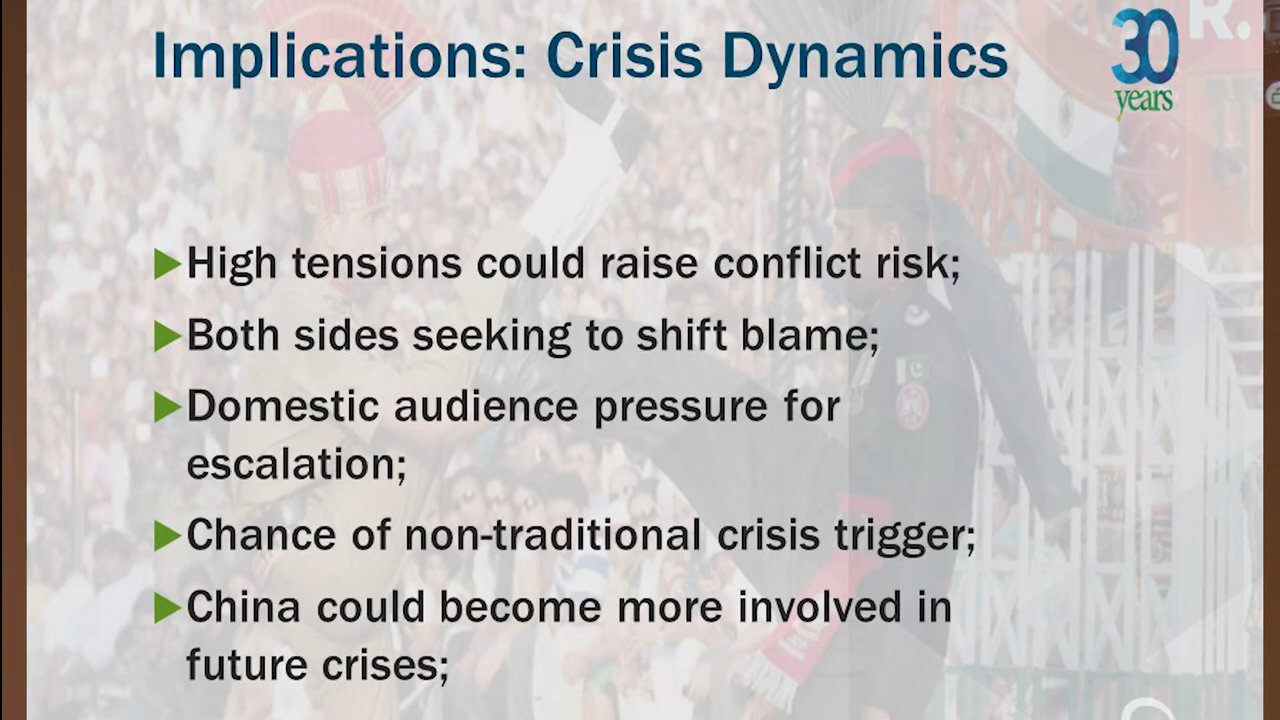 Implications: Crisis Dynamics
30
years
R.
High tensions could raise conflict risk;
Both sides seeking to shift blame;
Domestic audience pressure for
escalation;
Chance of non-traditional crisis trigger;
China could become more involved in
future crises;